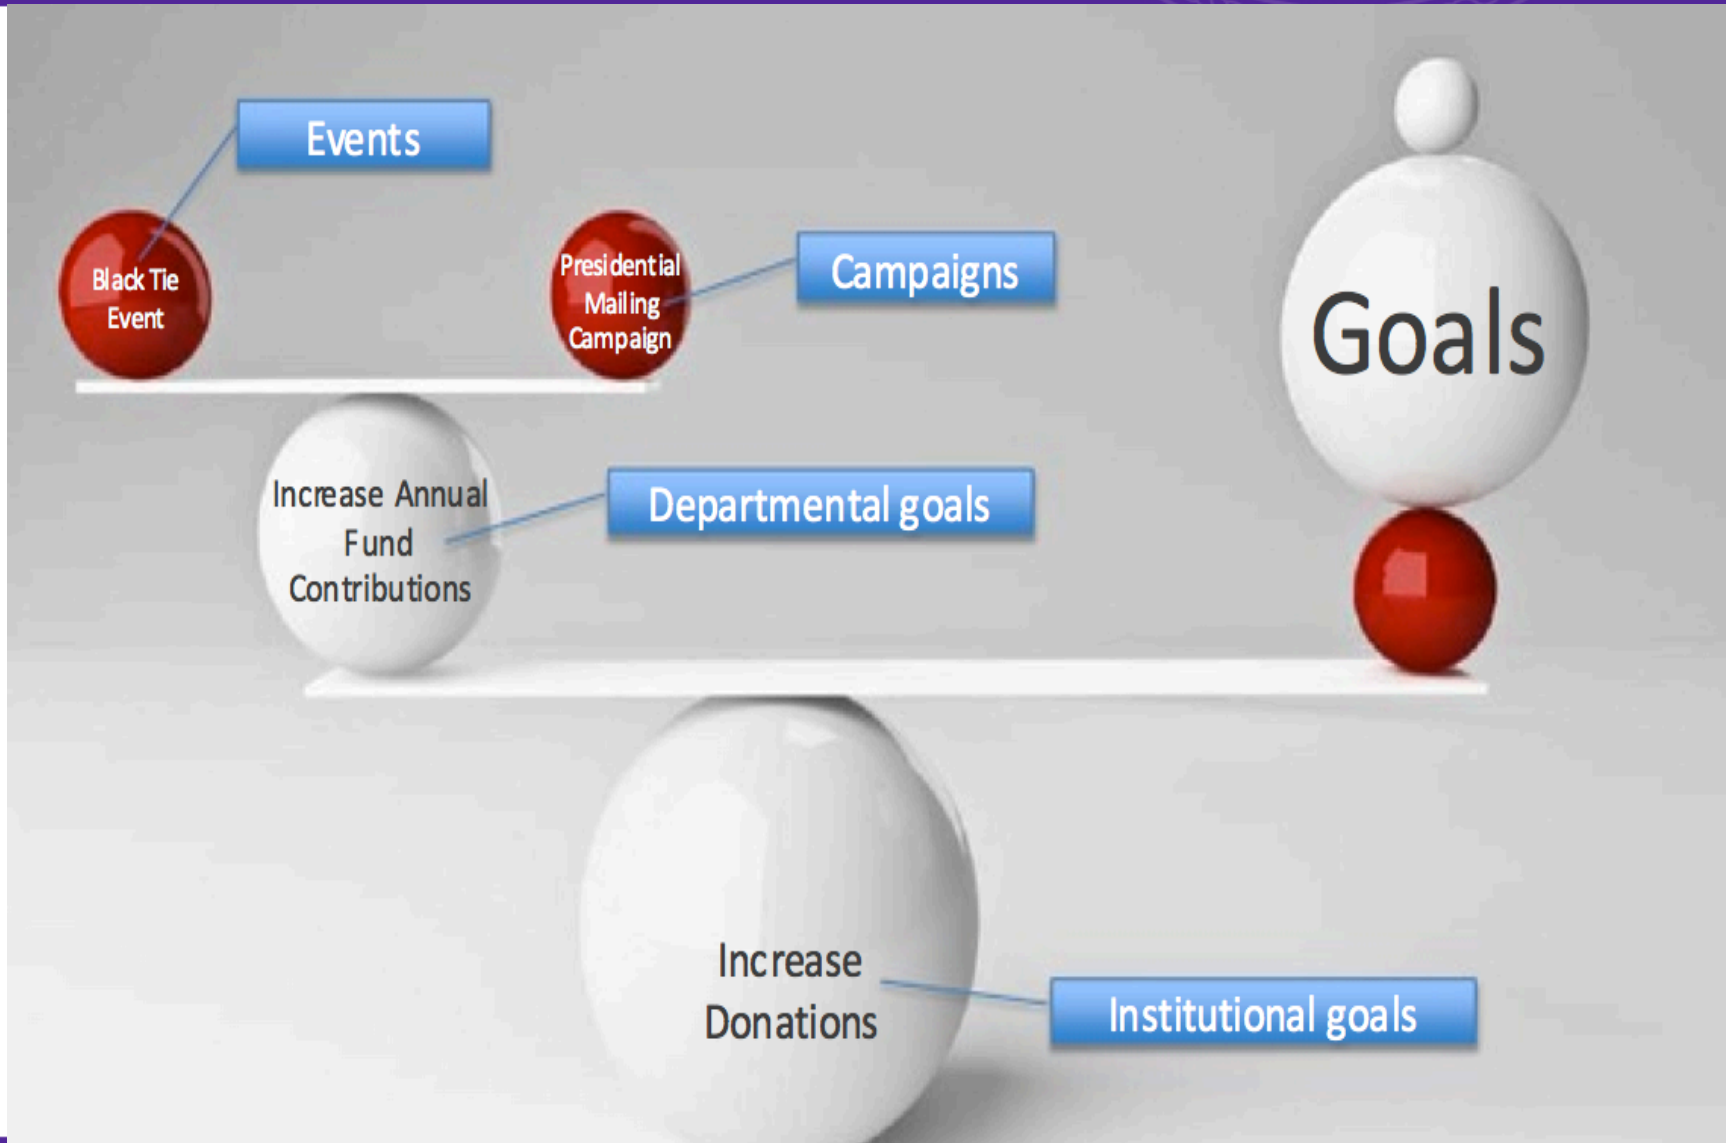 Events
Black Tie
Event
Presidential
Mailing
Campaign
Campaigns
Goals
Increase Annual
Fund
Contributions
Departmental goals
Increase
Donations
Institutional goals